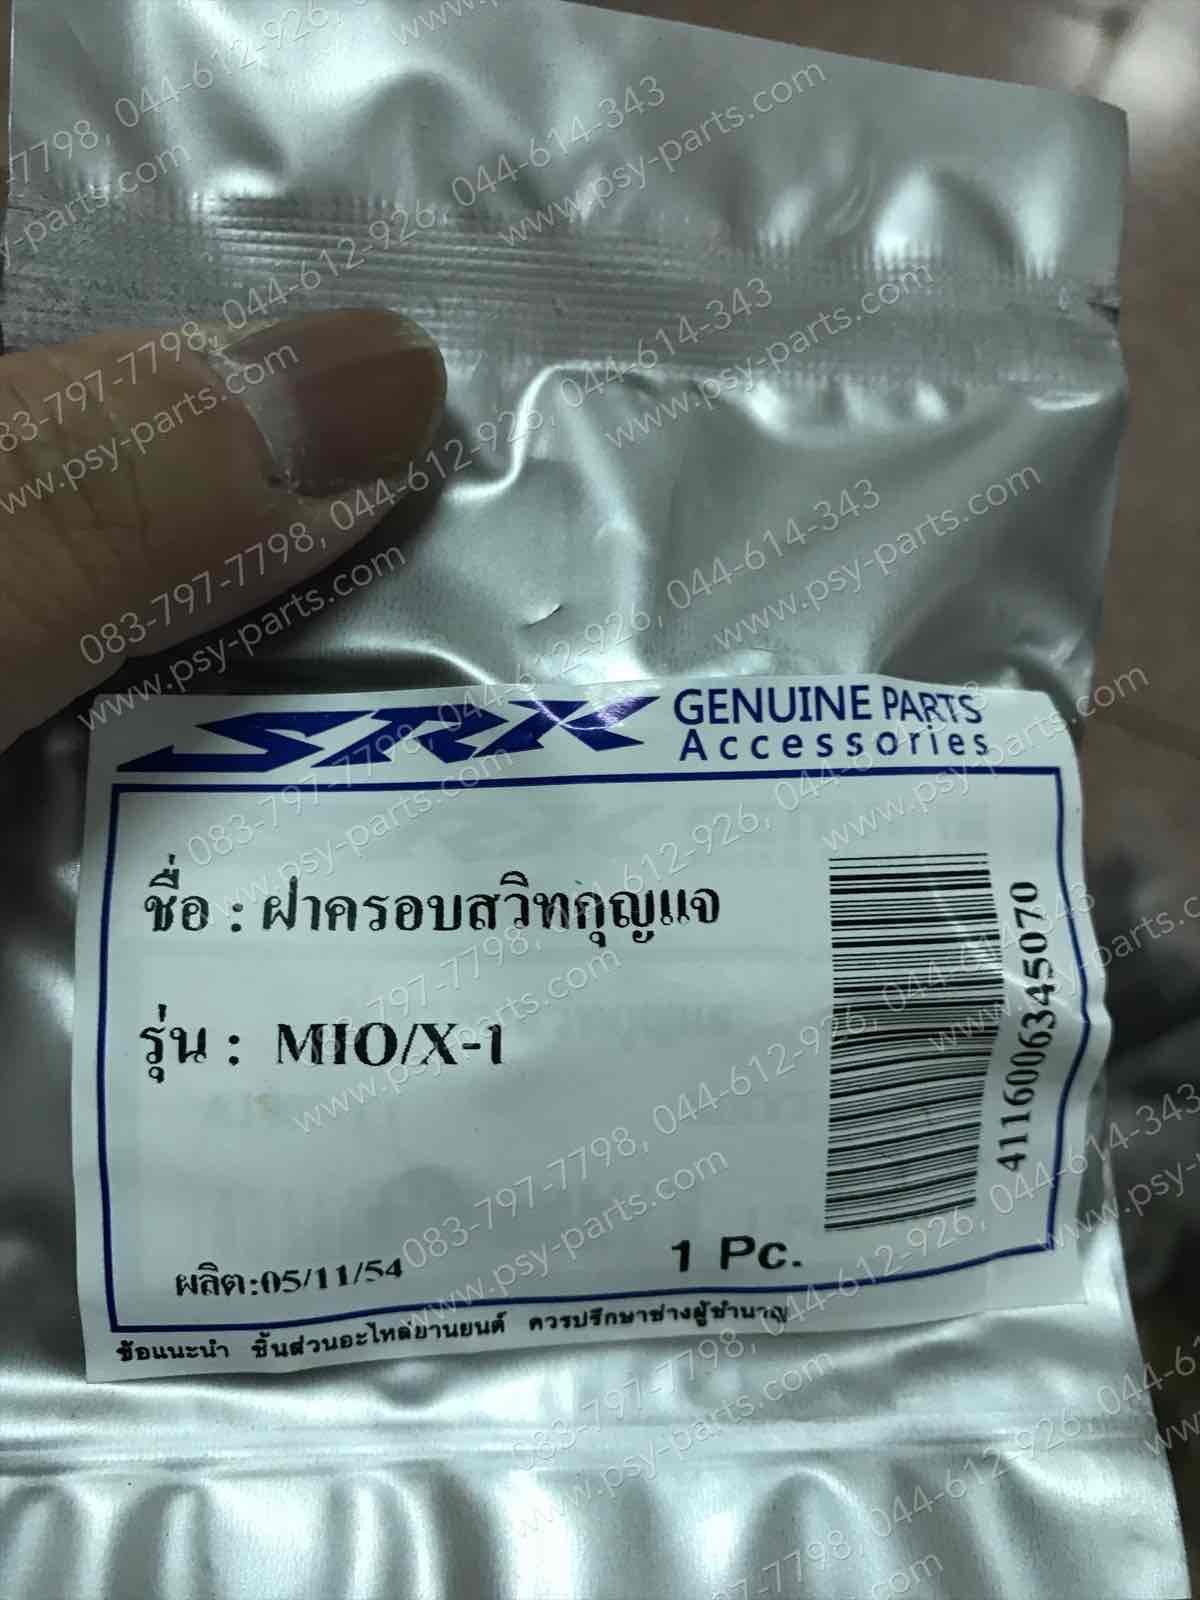 SRX GENUINE PARTS
Accessories
ชื่อ : ฝาครอบสวิทกุญแจ
รุ่น : MIO/X-1
4116006345070
ผลิต:05/11/54
1 Pc.
ข้อแนะนำ ชิ้นส่วนอะไหล่ยานยนต์ ควรปรึกษาช่างผู้ชำนาญ
083-797-7798, 044-612-926, 044-614-343
www.psy-parts.com